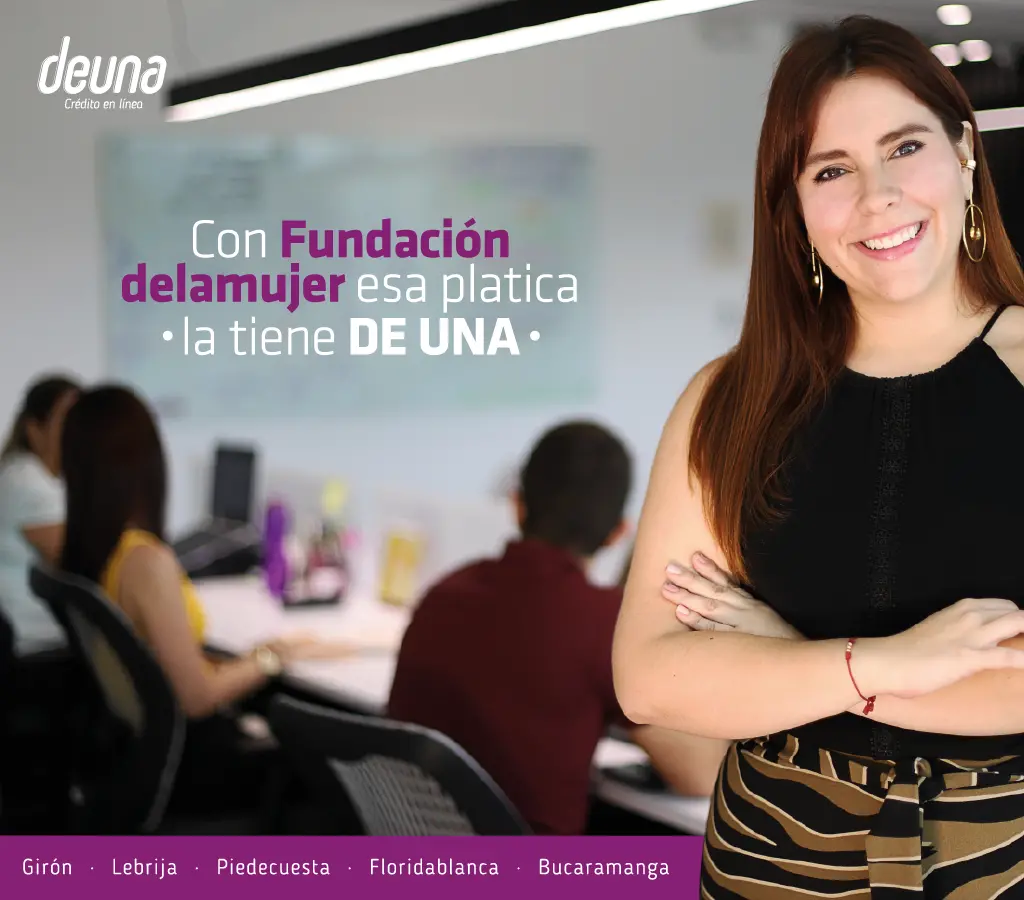 deuna
Crédito en línea
Con Fundación
delamujer esa platica
• la tiene DE UNA •
Girón · Lebrija · Piedecuesta · Floridablanca · Bucaramanga